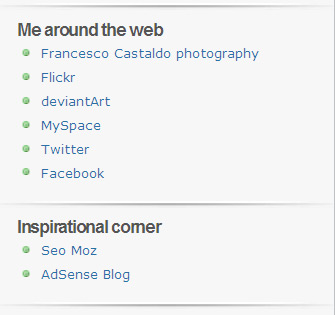 Me around the web
Francesco Castaldo photography
Flickr
deviantArt
MySpace
Twitter
Facebook
Inspirational corner
Seo Moz
AdSense Blog